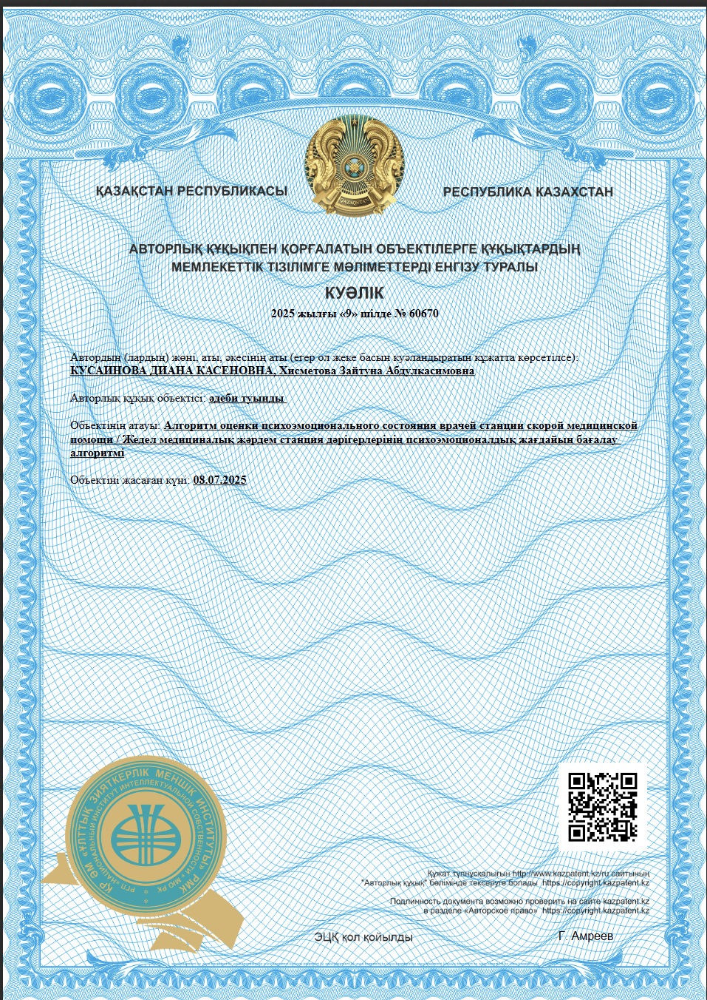 ҚАЗАҚСТАН РЕСПУБЛИКАСЫ
РЕСПУБЛИКА КАЗАХСТАН
QAZAQSTAN
АВТОРЛЫҚ ҚҰҚЫҚПЕН ҚОРҒАЛАТЫН ОБЪЕКТІЛЕРГЕ ҚҰҚЫҚТАРДЫҢ
МЕМЛЕКЕТТІК ТІЗІЛІМГЕ МӘЛІМЕТТЕРДІ ЕНГІЗУ ТУРАЛЫ
КУӘЛІК
2025 жылғы «9» шілде № 60670
Автордың (лардың) жөні, аты, әкесінің аты (егер ол жеке басын куәландыратын құжатта көрсетілсе):
КУСАИНОВА ДИАНА КАСЕНОВНА, Хисметова Зайтуна Абдулкасимовна
Авторлық құқық объектісі: әдеби туынды
Объектінің атауы: Алгоритм оценки психоэмоционального состояния врачей станции скорой медицинской
помощи / Жедел медициналық жәрдем станция дәрігерлерінің психоэмоционалдық жағдайын бағалау
алгоритмі
Объектіні жасаған күні: 08.07.2025
ҚР ӘМ «ҰЛТТЫҚ ЗИЯТКЕРЛІК МЕНШІК ИНСТИТУТЫ» РМК
РГП «НАЦИОНАЛЬНЫЙ ИНСТИТУТ ИНТЕЛЛЕКТУАЛЬНОЙ СОБСТВЕННОСТИ» МЮ РК
Құжат түпнұсқалығын http://www.kazpatent.kz/ru сайтының
"Авторлық құқық" бөлімінде тексеруге болады https://copyright.kazpatent.kz
Подлинность документа возможно проверить на сайте kazpatent.kz
в разделе «Авторское право» https://copyright.kazpatent.kz
ЭЦҚ қол қойылды
Г. Амреев